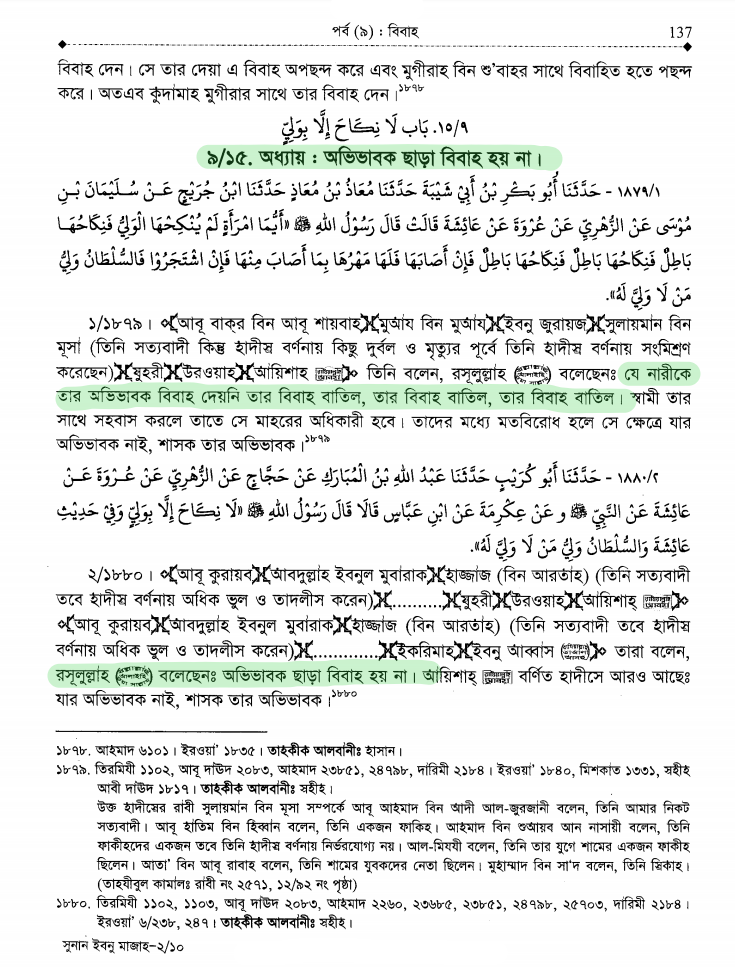 পর্ব (৯) : বিবাহ
137
বিবাহ দেন। সে তার দেয়া এ বিবাহ অপছন্দ করে এবং মুগীরাহ বিন শু'বাহর সাথে বিবাহিত হতে পছন্দ
করে। অতএব কুদামাহ মুগীরার সাথে তার বিবাহ দেন।১৮৭৮
১৫/৯. بَاب لَا نِكَاحَ إِلَّا بِوَلِيٍّ
৯/১৫. অধ্যায় : অভিভাবক ছাড়া বিবাহ হয় না।
১৮৭৯/১ - حَدَّثَنَا أَبُو بَكْرِ بْنُ أَبِي شَيْبَةَ حَدَّثَنَا مُعَاذُ بْنُ مُعَاذٍ حَدَّثَنَا ابْنُ جُرَيْجٍ عَنْ سُلَيْمَانَ بْنِ
مُوسَى عَنْ الزُّهْرِيِّ عَنْ عُرْوَةَ عَنْ عَائِشَةَ قَالَتْ قَالَ رَسُولُ اللهِ ﷺ «أَيُّمَا امْرَأَةٍ لَمْ يُنْكِحْهَا الْوَلِيُّ فَنِكَاحُهَا
بَاطِلٌ فَنِكَاحُهَا بَاطِلٌ فَنِكَاحُهَا بَاطِلٌ فَإِنْ أَصَابَهَا فَلَهَا مَهْرُهَا بِمَا أَصَابَ مِنْهَا فَإِنْ اشْتَجَرُوْا فَالسُّلْطَانُ وَلِيُّ
مَنْ لَا وَلِيَّ لَهُ».
১/১৮৭৯। আবূ বাক্‌র বিন আবূ শায়বাহ মুআয বিন মুআয ইবনু জুরায়জ সুলায়মান বিন
মূসা (তিনি সত্যবাদী কিন্তু হাদীস বর্ণনায় কিছু দুর্বল ও মৃত্যুর পূর্বে তিনি হাদীস বর্ণনায় সংমিশ্রণ
করেছেন) যুহরী উরওয়াহ আয়িশাহ তিনি বলেন, রসূলুল্লাহ বলেছেনঃ যে নারীকে
তার অভিভাবক বিবাহ দেয়নি তার বিবাহ বাতিল, তার বিবাহ বাতিল, তার বিবাহ বাতিল। স্বামী তার
সাথে সহবাস করলে তাতে সে মাহরের অধিকারী হবে। তাদের মধ্যে মতবিরোধ হলে সে ক্ষেত্রে যার
অভিভাবক নাই, শাসক তার অভিভাবক।১৮৭৯
১৮৮০/২ - حَدَّثَنَا أَبُو كُرَيْبٍ حَدَّثَنَا عَبْدُ اللهِ بْنُ الْمُبَارَكِ عَنْ حَجَّاجٍ عَنْ الزُّهْرِيِّ عَنْ عُرْوَةَ عَنْ
عَائِشَةَ عَنِ النَّبِيِّ ﷺ و عَنْ عِكْرِمَةَ عَنْ ابْنِ عَبَّاسٍ قَالَا قَالَ رَسُولُ اللهِ ﷺ «لَا نِكَاحَ إِلَّا بِوَلِيٍّ وَفِي حَدِيْثِ
عَائِشَةَ وَالسُّلْطَانُ وَلِيُّ مَنْ لَا وَلِيَّ لَهُ».
২/১৮৮০। আবূ কুরায়ব আবদুল্লাহ ইবনুল মুবারাক হাজ্জাজ (বিন আরতাহ) (তিনি সত্যবাদী
তবে হাদীস বর্ণনায় অধিক ভুল ও তাদলীস করেন)..........যুহরী উরওয়াহ আয়িশাহ
আবূ কুরায়ব আবদুল্লাহ ইবনুল মুবারাক হাজ্জাজ (বিন আরতাহ) (তিনি সত্যবাদী তবে হাদীস
বর্ণনায় অধিক ভুল ও তাদলীস করেন).............ইকরিমাহ ইবনু আব্বাস তারা বলেন,
রসূলুল্লাহ বলেছেনঃ অভিভাবক ছাড়া বিবাহ হয় না। আয়িশাহ বর্ণিত হাদীসে আরও আছেঃ
যার অভিভাবক নাই, শাসক তার অভিভাবক।১৮৮০
১৮৭৮. আহমাদ ৬১০১। ইরওয়া' ১৮৩৫। তাহকীক আলবানীঃ হাসান।
১৮৭৯. তিরমিযী ১১০২, আবূ দাউদ ২০৮৩, আহমাদ ২৩৮৫১, ২৪৭৯৮, দারিমী ২১৮৪। ইরওয়া' ১৮৪০, মিশকাত ১৩৩১, সহীহ
আবী দাউদ ১৮১৭। তাহকীক আলবানীঃ সহীহ।
উক্ত হাদীসের রাবী সুলায়মান বিন মূসা সম্পর্কে আবূ আহমাদ বিন আদী আল-জুরজানী বলেন, তিনি আমার নিকট
সত্যবাদী। আবূ হাতিম বিন হিব্বান বলেন, তিনি একজন ফাকিহ। আহমাদ বিন শুআয়ব আন নাসায়ী বলেন, তিনি
ফাকীহদের একজন তবে তিনি হাদীস বর্ণনায় নির্ভরযোগ্য নয়। আল-মিযযী বলেন, তিনি তার যুগে শামের একজন ফাকীহ
ছিলেন। আতা' বিন আবূ রাবাহ বলেন, তিনি শামের যুবকদের নেতা ছিলেন। মুহাম্মাদ বিন সা'দ বলেন, তিনি স্রিকাহ।
(তাহযীবুল কামালঃ রাবী নং ২৫৭১, ১২/৯২ নং পৃষ্ঠা)
১৮৮০. তিরমিযী ১১০২, ১১০৩, আবূ দাউদ ২০৮৩, আহমাদ ২২৬০, ২৩৬৮৫, ২৩৮৫১, ২৪৭৯৮, ২৫৭০৩, দারিমী ২১৮৪।
ইরওয়া' ৬/২৩৮, ২৪৭। তাহকীক আলবানীঃ সহীহ।
সুনান ইবনু মাজাহ-২/১০